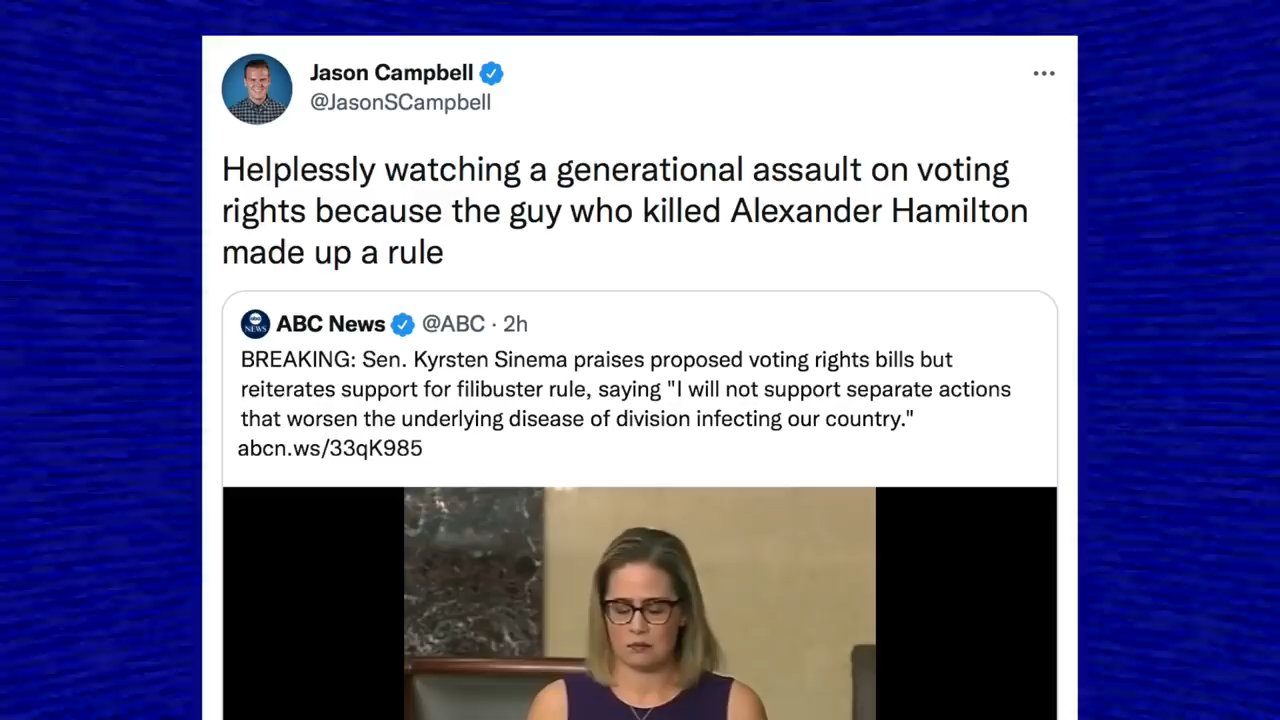 Jason Campbell
@JasonSCampbell
Helplessly watching a generational assault on voting
rights because the guy who killed Alexander Hamilton
made up a rule
abc NEWS
ABC News @ABC · 2h
BREAKING: Sen. Kyrsten Sinema praises proposed voting rights bills but
reiterates support for filibuster rule, saying "I will not support separate actions
that worsen the underlying disease of division infecting our country."
abcn.ws/33qK985